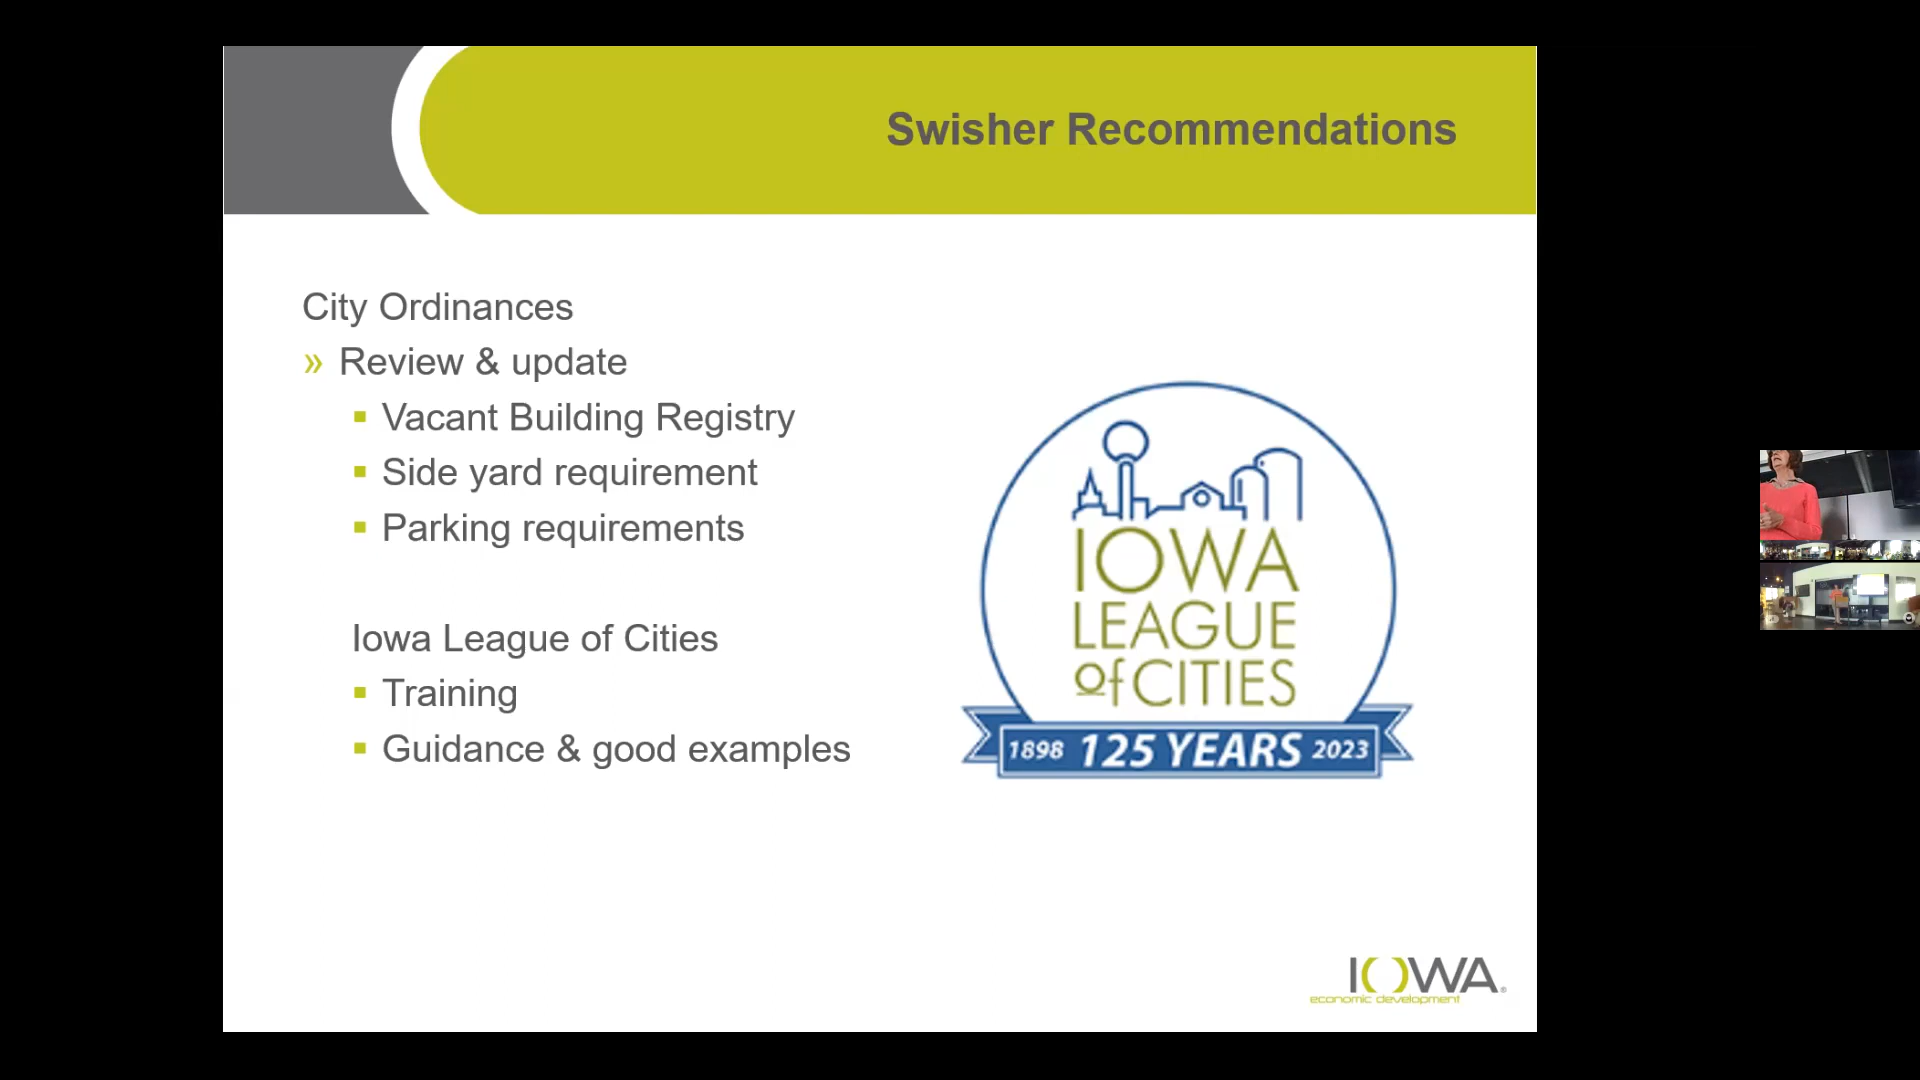 Swisher Recommendations
City Ordinances
» Review & update
▪ Vacant Building Registry
▪ Side yard requirement
▪ Parking requirements
Iowa League of Cities
▪ Training
▪ Guidance & good examples
IOWA
LEAGUE
of CITIES
1898 125 YEARS 2023
IOWA®
economic development